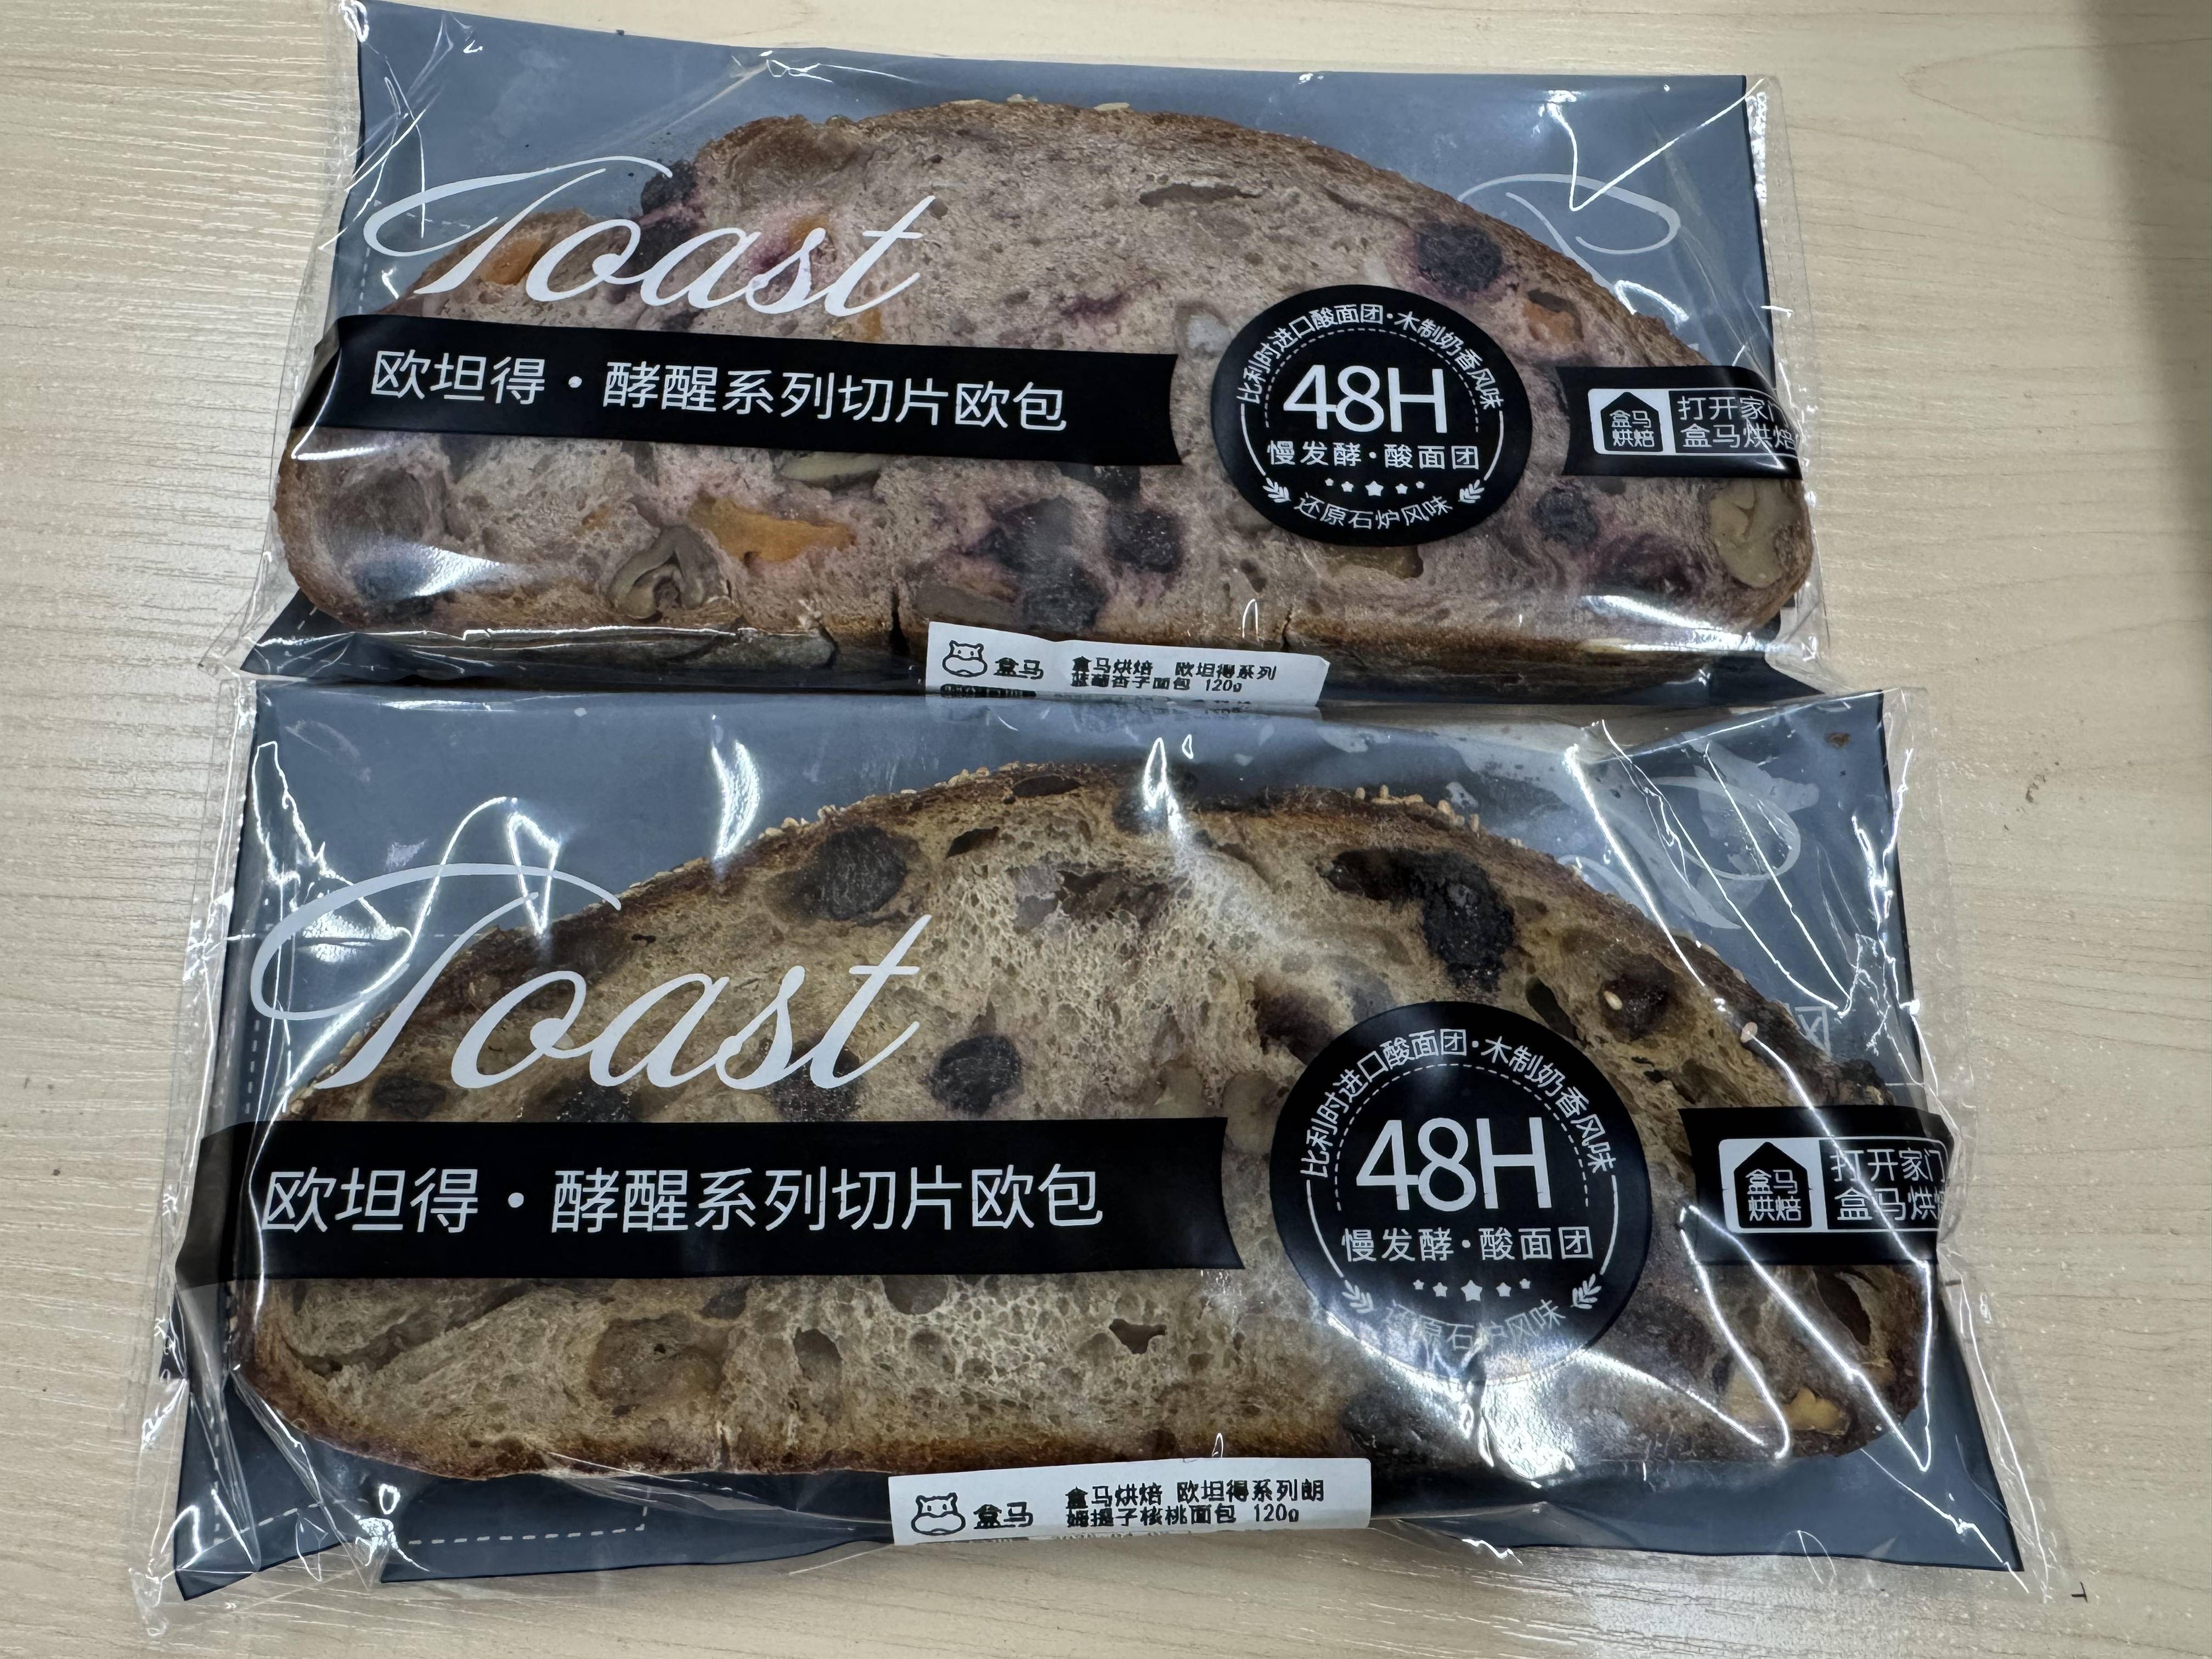 Toast
欧坦得·酵醒系列切片欧包
比利时进口酸面团·木制奶香风味
48H
慢发酵·酸面团
还原石炉风味
盒马
烘焙
打开家门
盒马烘焙
盒马
盒马烘焙 欧坦得系列
蓝莓杏子面包 120g
Toast
欧坦得·酵醒系列切片欧包
比利时进口酸面团·木制奶香风味
48H
慢发酵·酸面团
还原石炉风味
盒马
烘焙
打开家门
盒马烘
盒马
盒马烘焙 欧坦得系列朗
姆提子核桃面包 120g